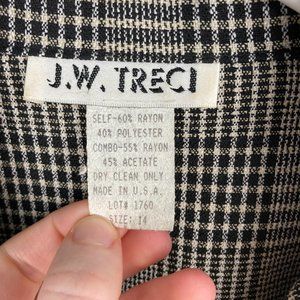 J.W. TRECI
SELF-60% RAYON
40% POLYESTER
COMBO-55% RAYON
45% ACETATE
DRY CLEAN ONLY
MADE IN U.S.A.
LOT# 1760
SIZE: 14